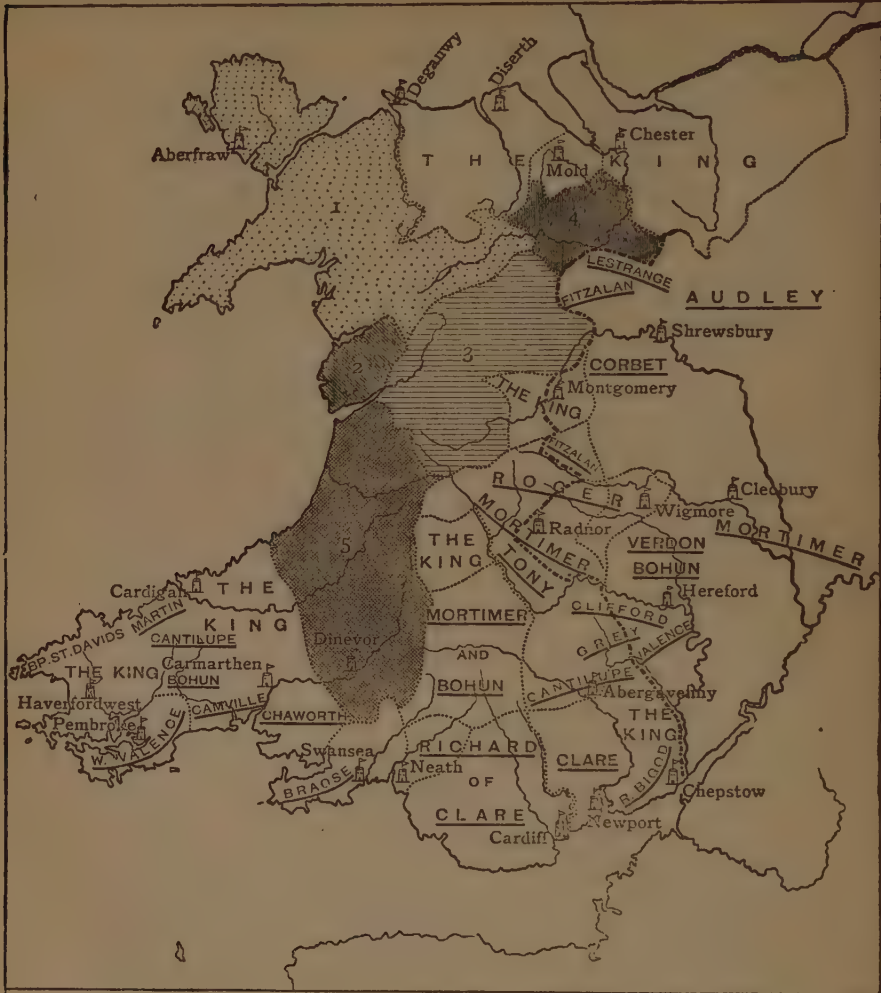 Deganwy
Diserth
Aberfraw
THE KING
Chester
Mold
1
4
LESTRANGE
FITZALAN
AUDLEY
Shrewsbury
2
3
CORBET
THE KING
Montgomery
FITZALAN
ROGER
MORTIMER
Cleobury
Wigmore
MORTIMER
Radnor
5
THE
KING
TONY
VERDON
BOHUN
Hereford
Cardigan
THE
KING
MORTIMER
CLIFFORD
BP. ST. DAVIDS
MARTIN
CANTILUPE
Dinevor
GREY
VALENCE
THE KING
Carmarthen
BOHUN
AND
BOHUN
CANTILUPE
Abergavenny
Haverfordwest
CAMVILLE
CHAWORTH
THE
KING
Pembroke
W. VALENCE
Swansea
RICHARD
OF
CLARE
CLARE
R. BIGOD
BRAOSE
Neath
Chepstow
Newport
Cardiff